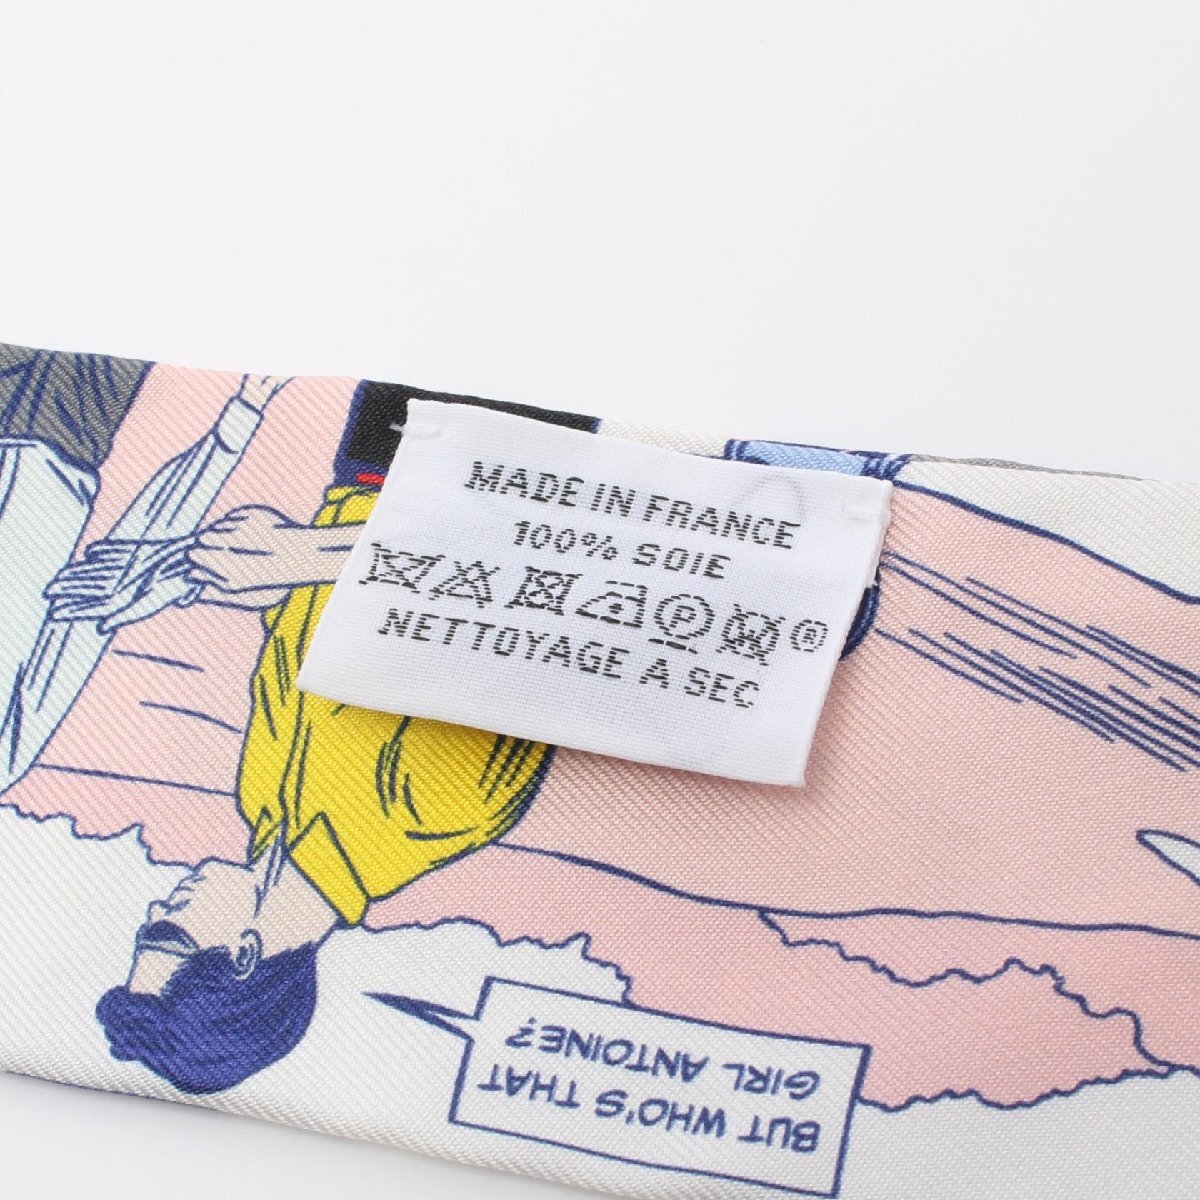 MADE IN FRANCE
100% SOIE
P ®
NETTOYAGE A SEC
BUT WHO'S THAT
GIRL ANTOINE?